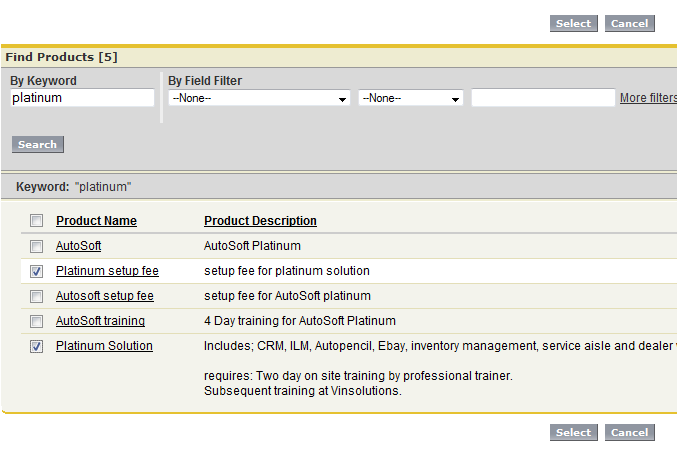 Select Cancel
Find Products [5]
By Keyword By Field Filter
platinum --None-- --None-- More filters
Search
Keyword: "platinum"
Product Name Product Description
AutoSoft AutoSoft Platinum
Platinum setup fee setup fee for platinum solution
Autosoft setup fee setup fee for AutoSoft platinum
AutoSoft training 4 Day training for AutoSoft Platinum
Platinum Solution Includes; CRM, ILM, Autopencil, Ebay, inventory management, service aisle and dealer
requires: Two day on site training by professional trainer.
Subsequent training at Vinsolutions.
Select Cancel